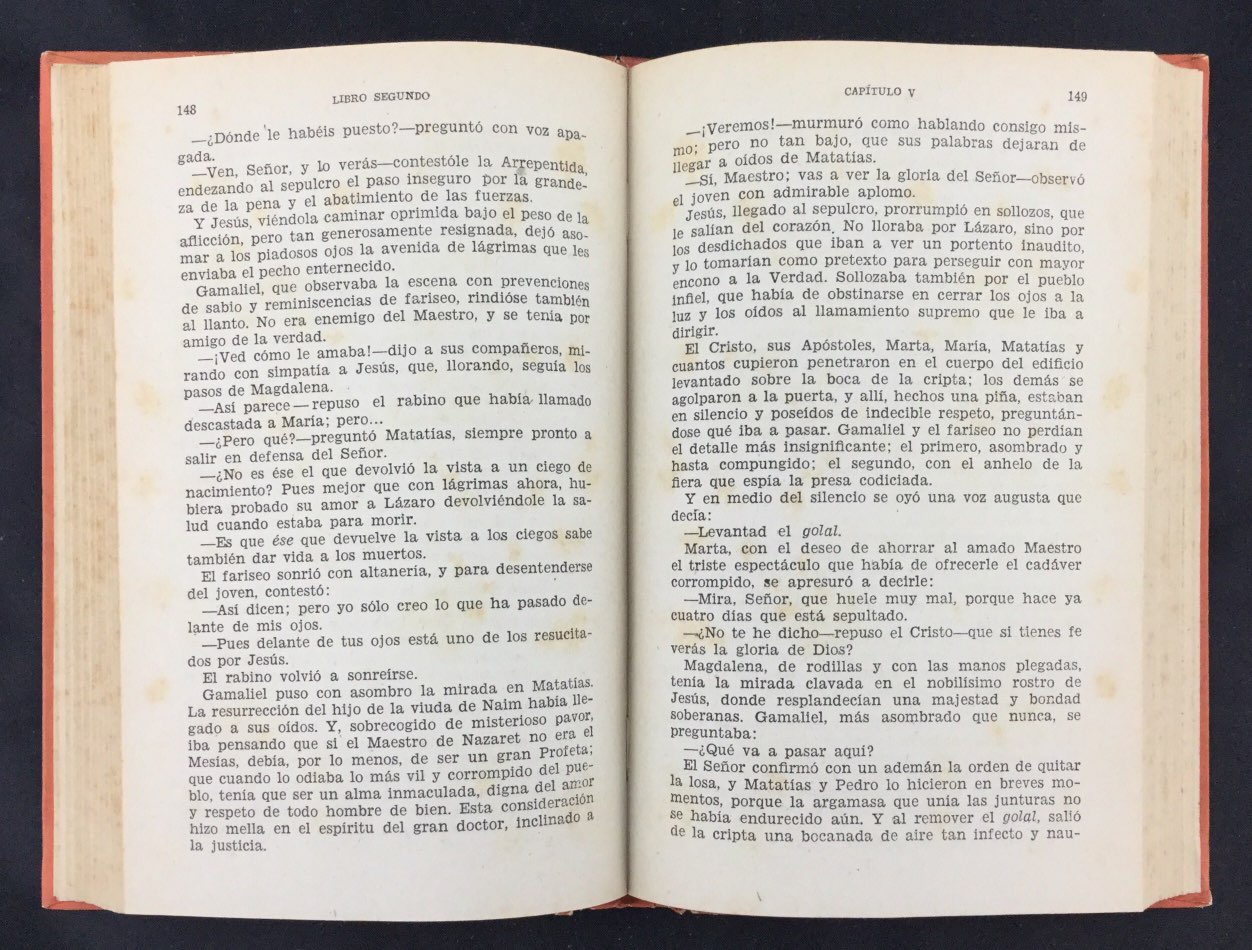 148
LIBRO SEGUNDO
—¿Dónde le habéis puesto?—preguntó con voz apa-
gada.
—Ven, Señor, y lo verás—contestóle la Arrepentida,
endezando al sepulcro el paso inseguro por la grande-
za de la pena y el abatimiento de las fuerzas.
Y Jesús, viéndola caminar oprimida bajo el peso de la
aflicción, pero tan generosamente resignada, dejó aso-
mar a los piadosos ojos la avenida de lágrimas que les
enviaba el pecho enternecido.
Gamaliel, que observaba la escena con prevenciones
de sabio y reminiscencias de fariseo, rindióse también
al llanto. No era enemigo del Maestro, y se tenía por
amigo de la verdad.
—¡Ved cómo le amaba!—dijo a sus compañeros, mi-
rando con simpatía a Jesús, que, llorando, seguía los
pasos de Magdalena.
—Así parece—repuso el rabino que había llamado
descastada a María; pero...
—¿Pero qué?—preguntó Matatías, siempre pronto a
salir en defensa del Señor.
—¿No es ése el que devolvió la vista a un ciego de
nacimiento? Pues mejor que con lágrimas ahora, hu-
biera probado su amor a Lázaro devolviéndole la sa-
lud cuando estaba para morir.
—Es que ése que devuelve la vista a los ciegos sabe
también dar vida a los muertos.
El fariseo sonrió con altanería, y para desentenderse
del joven, contestó:
—Así dicen; pero yo sólo creo lo que ha pasado de-
lante de mis ojos.
—Pues delante de tus ojos está uno de los resucita-
dos por Jesús.
El rabino volvió a sonreírse.
Gamaliel puso con asombro la mirada en Matatías.
La resurrección del hijo de la viuda de Naim había lle-
gado a sus oídos. Y, sobrecogido de misterioso pavor,
iba pensando que si el Maestro de Nazaret no era el
Mesías, debía, por lo menos, de ser un gran Profeta;
que cuando lo odiaba lo más vil y corrompido del pue-
blo, tenía que ser un alma inmaculada, digna del amor
y respeto de todo hombre de bien. Esta consideración
hizo mella en el espíritu del gran doctor, inclinado a
la justicia.
CAPÍTULO V
149
—¡Veremos!—murmuró como hablando consigo mis-
mo; pero no tan bajo, que sus palabras dejaran de
llegar a oídos de Matatías.
—Sí, Maestro; vas a ver la gloria del Señor—observó
el joven con admirable aplomo.
Jesús, llegado al sepulcro, prorrumpió en sollozos, que
le salían del corazón. No lloraba por Lázaro, sino por
los desdichados que iban a ver un portento inaudito,
y lo tomarían como pretexto para perseguir con mayor
encono a la Verdad. Sollozaba también por el pueblo
infiel, que había de obstinarse en cerrar los ojos a la
luz y los oídos al llamamiento supremo que le iba a
dirigir.
El Cristo, sus Apóstoles, Marta, María, Matatías y
cuantos cupieron penetraron en el cuerpo del edificio
levantado sobre la boca de la cripta; los demás se
agolparon a la puerta, y allí, hechos una piña, estaban
en silencio y poseídos de indecible respeto, preguntán-
dose qué iba a pasar. Gamaliel y el fariseo no perdían
el detalle más insignificante; el primero, asombrado y
hasta compungido; el segundo, con el anhelo de la
fiera que espía la presa codiciada.
Y en medio del silencio se oyó una voz augusta que
decía:
—Levantad el golal.
Marta, con el deseo de ahorrar al amado Maestro
el triste espectáculo que había de ofrecerle el cadáver
corrompido, se apresuró a decirle:
—Mira, Señor, que huele muy mal, porque hace ya
cuatro días que está sepultado.
—¿No te he dicho—repuso el Cristo—que si tienes fe
verás la gloria de Dios?
Magdalena, de rodillas y con las manos plegadas,
tenía la mirada clavada en el nobilísimo rostro de
Jesús, donde resplandecían una majestad y bondad
soberanas. Gamaliel, más asombrado que nunca, se
preguntaba:
—¿Qué va a pasar aquí?
El Señor confirmó con un ademán la orden de quitar
la losa, y Matatías y Pedro lo hicieron en breves mo-
mentos, porque la argamasa que unía las junturas no
se había endurecido aún. Y al remover el golal, salió
de la cripta una bocanada de aire tan infecto y nau-